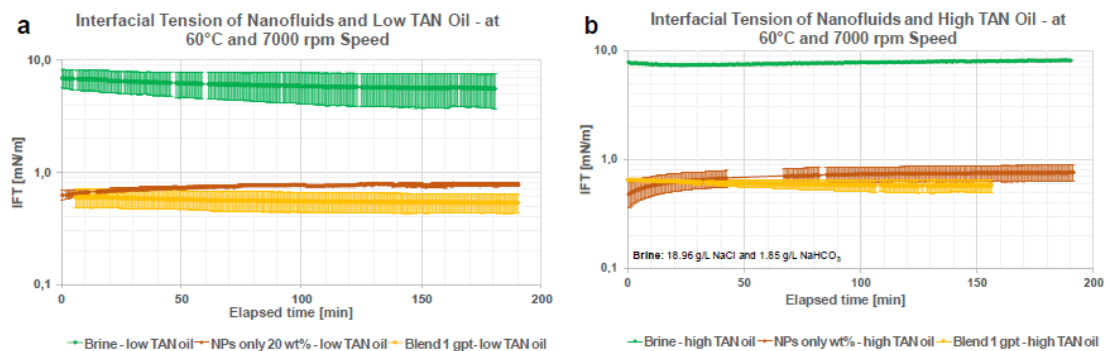 a
Interfacial Tension of Nanofluids and Low TAN Oil - at
60°C and 7000 rpm Speed
10,0
1,0
0,1
IFT [mN/m]
0
50
100
150
200
Elapsed time [min]
Brine - low TAN oil
NPs only 20 wt% - low TAN oil
Blend 1 gpt- low TAN oil
b
Interfacial Tension of Nanofluids and High TAN Oil - at
60°C and 7000 rpm Speed
10,0
1,0
0,1
IFT [mN/m]
Brine: 18.96 g/L NaCl and 1.85 g/L NaHCO₃
0
50
100
150
200
Elapsed time [min]
Brine - high TAN oil
NPs only wt% - high TAN oil
Blend 1 gpt - high TAN oil